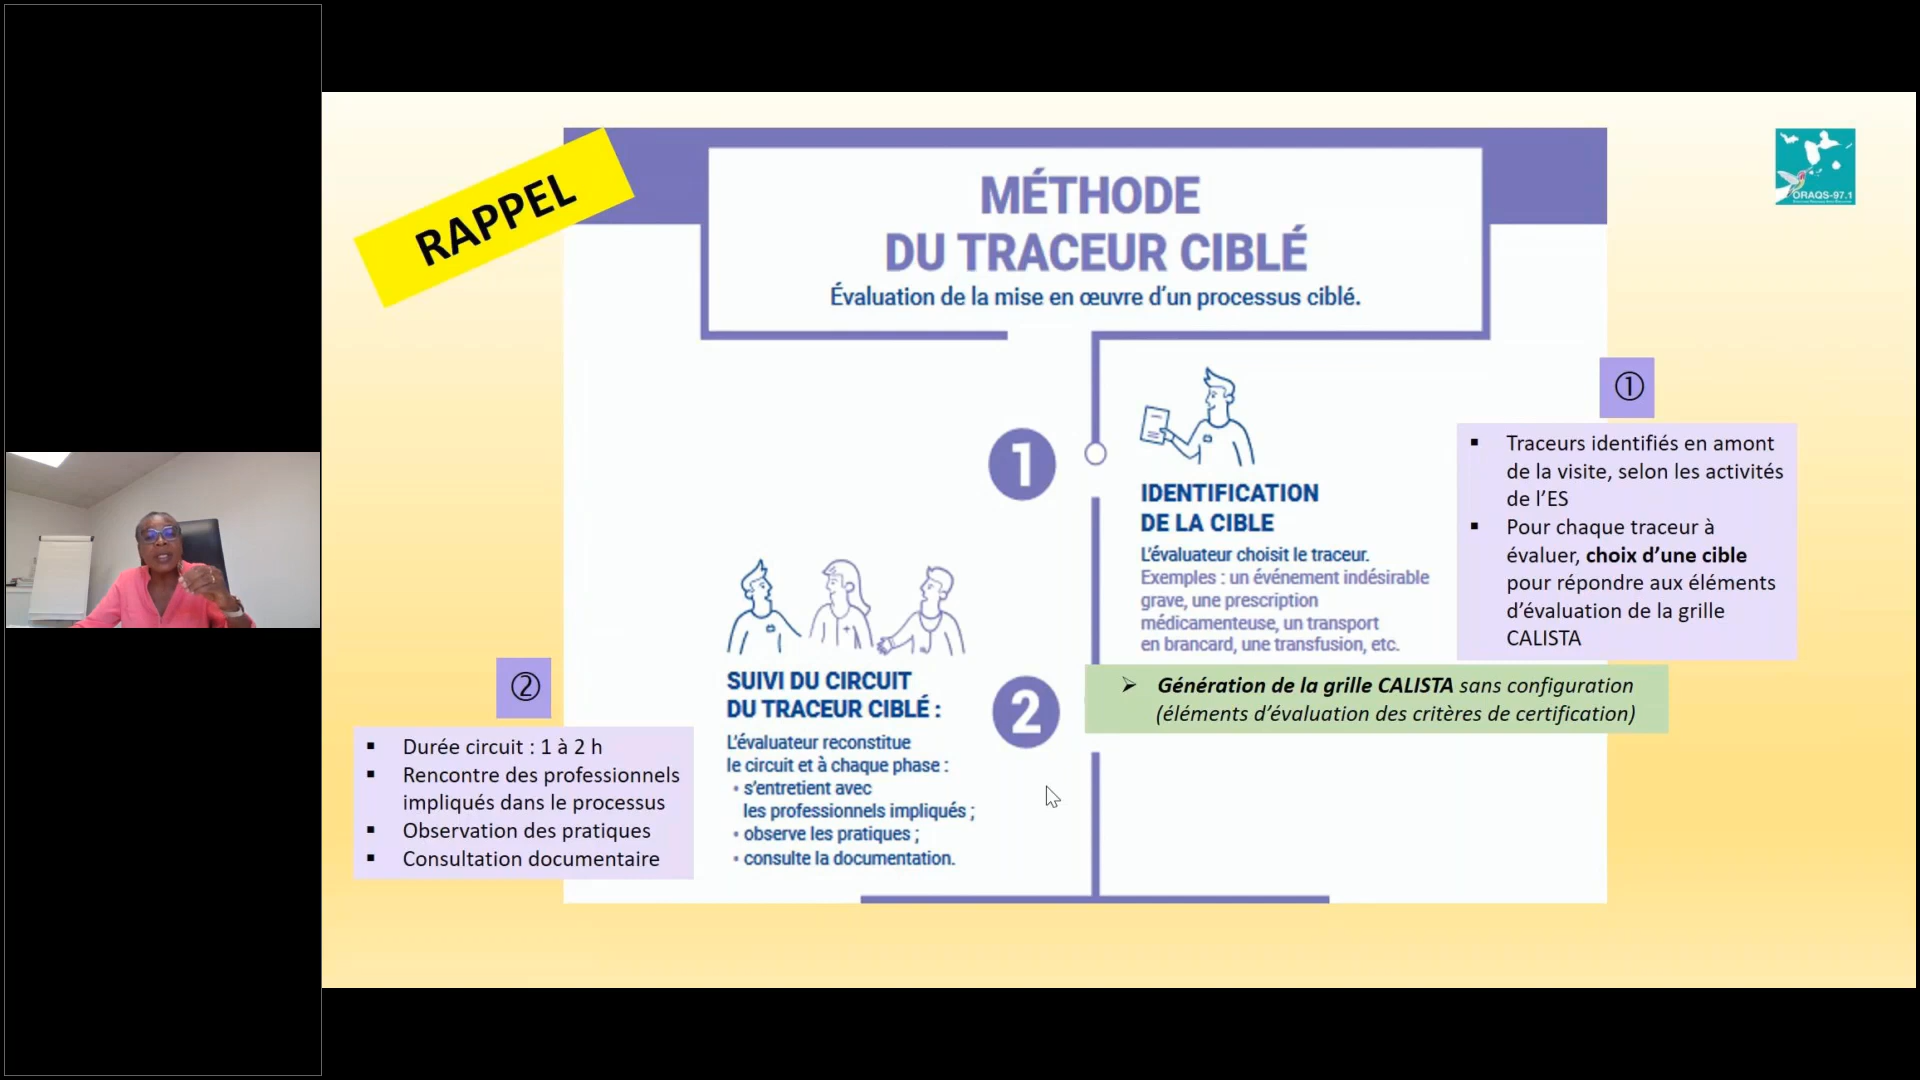 RAPPEL
MÉTHODE
DU TRACEUR CIBLÉ
Évaluation de la mise en œuvre d’un processus ciblé.
ORAQS-97.1
①
1
▪ Traceurs identifiés en amont
de la visite, selon les activités
de l’ES
▪ Pour chaque traceur à
évaluer, choix d’une cible
pour répondre aux éléments
d’évaluation de la grille
CALISTA
IDENTIFICATION
DE LA CIBLE
L’évaluateur choisit le traceur.
Exemples : un événement indésirable
grave, une prescription
médicamenteuse, un transport
en brancard, une transfusion, etc.
➢ Génération de la grille CALISTA sans configuration
(éléments d’évaluation des critères de certification)
②
2
SUIVI DU CIRCUIT
DU TRACEUR CIBLÉ :
L’évaluateur reconstitue
le circuit et à chaque phase :
• s’entretient avec
les professionnels impliqués ;
• observe les pratiques ;
• consulte la documentation.
▪ Durée circuit : 1 à 2 h
▪ Rencontre des professionnels
impliqués dans le processus
▪ Observation des pratiques
▪ Consultation documentaire